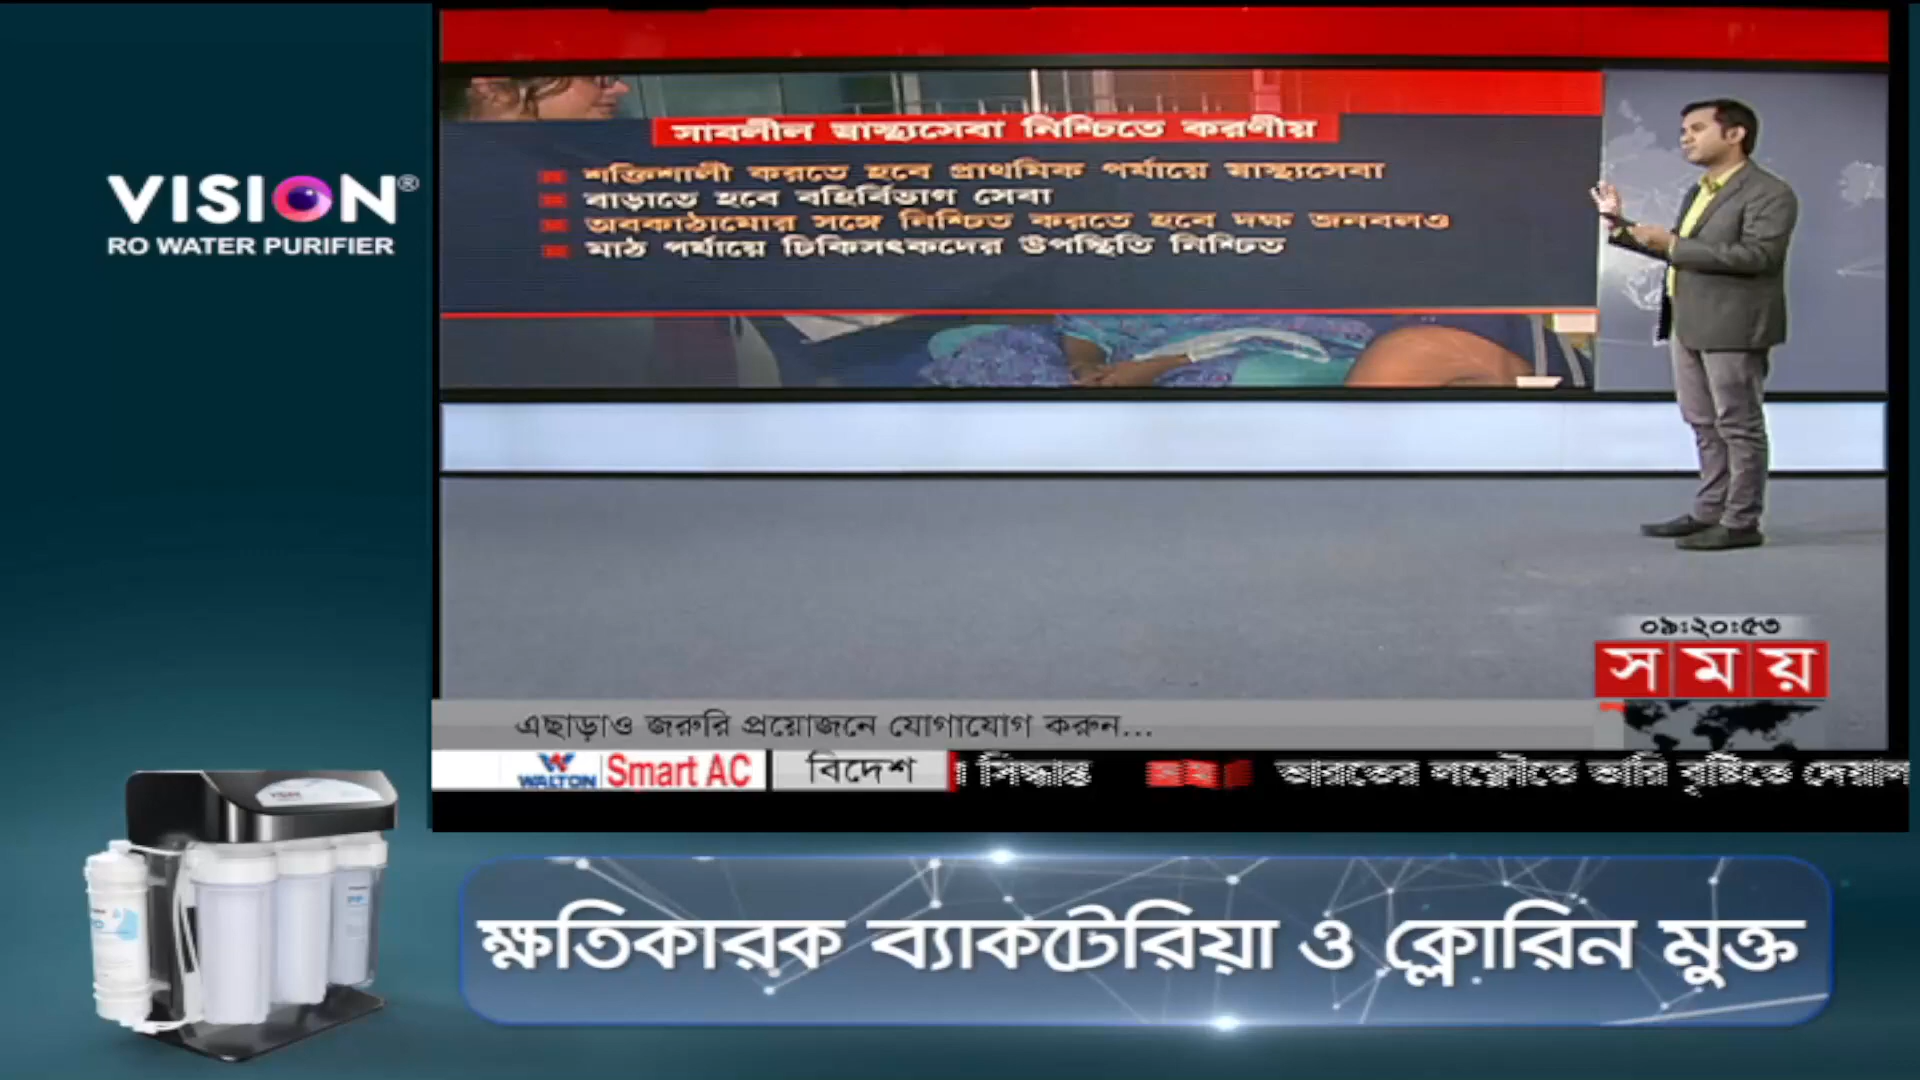 VISION®
RO WATER PURIFIER
সাবলীল স্বাস্থ্যসেবা নিশ্চিতে করণীয়
শক্তিশালী করতে হবে প্রাথমিক পর্যায়ে স্বাস্থ্যসেবা
বাড়াতে হবে বহির্বিভাগ সেবা
অবকাঠামোর সঙ্গে নিশ্চিত করতে হবে দক্ষ জনবলও
মাঠ পর্যায়ে চিকিৎসকদের উপস্থিতি নিশ্চিত
০৯:২০:৫৩
সময়
এছাড়াও জরুরি প্রয়োজনে যোগাযোগ করুন...
WALTON Smart AC বিদেশ সিদ্ধান্ত সময় ভারতের লক্ষ্ণৌতে ভারি বৃষ্টিতে দেয়াল
ক্ষতিকারক ব্যাকটেরিয়া ও ক্লোরিন মুক্ত